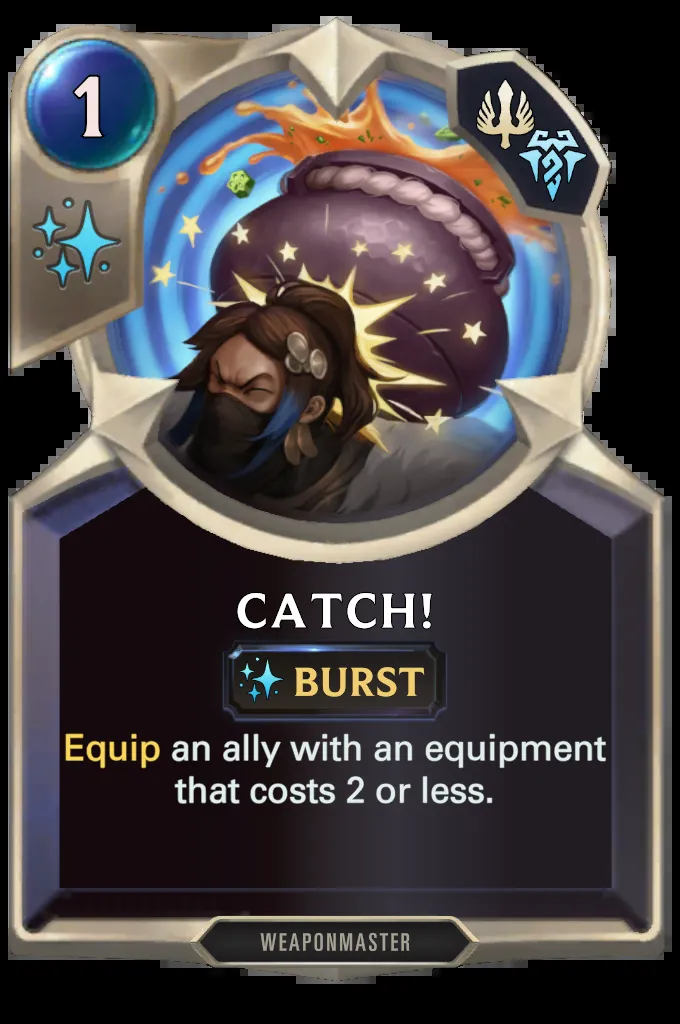 1
CATCH!
BURST
Equip an ally with an equipment
that costs 2 or less.
WEAPONMASTER